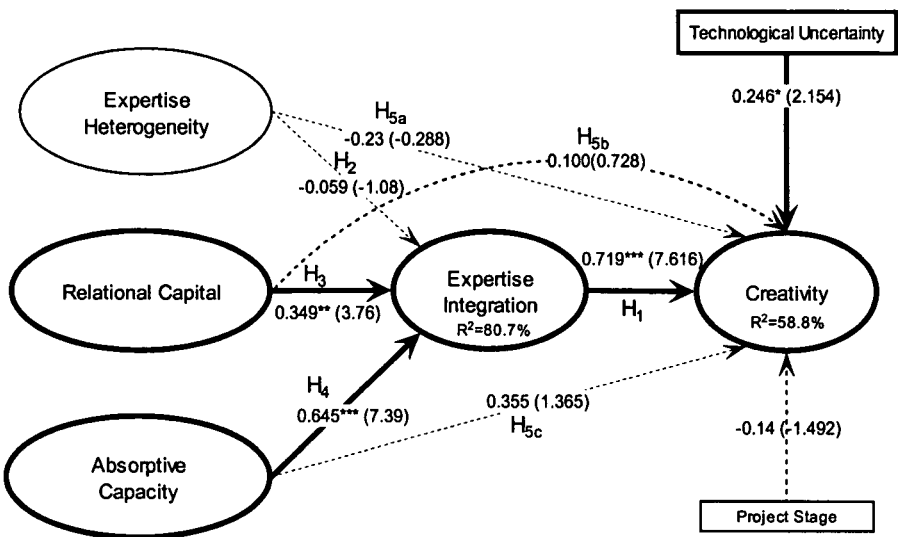 Technological Uncertainty
0.246* (2.154)
Expertise
Heterogeneity
H5a
-0.23 (-0.288)
H5b
0.100(0.728)
H2
-0.059 (-1.08)
Relational Capital
H3
0.349** (3.76)
Expertise
Integration
R²=80.7%
0.719*** (7.616)
H1
Creativity
R²=58.8%
H4
0.645*** (7.39)
0.355 (1.365)
H5c
Absorptive
Capacity
-0.14 (-1.492)
Project Stage